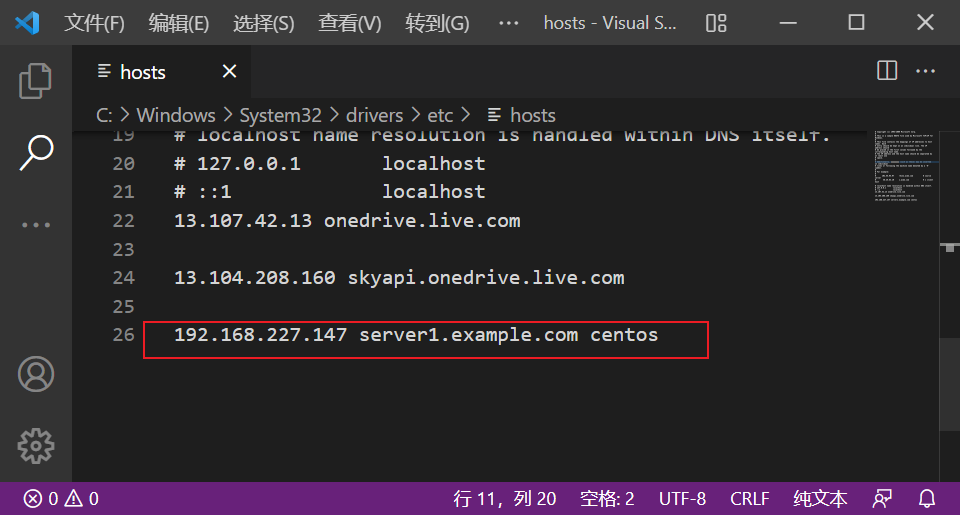 文件(F) 编辑(E) 选择(S) 查看(V) 转到(G) ··· hosts - Visual S...
hosts
C: > Windows > System32 > drivers > etc > hosts
19 # localhost name resolution is handled within DNS itself.
20 # 127.0.0.1 localhost
21 # ::1 localhost
22 13.107.42.13 onedrive.live.com
23
24 13.104.208.160 skyapi.onedrive.live.com
25
26 192.168.227.147 server1.example.com centos
0 0 行 11，列 20 空格: 2 UTF-8 CRLF 纯文本